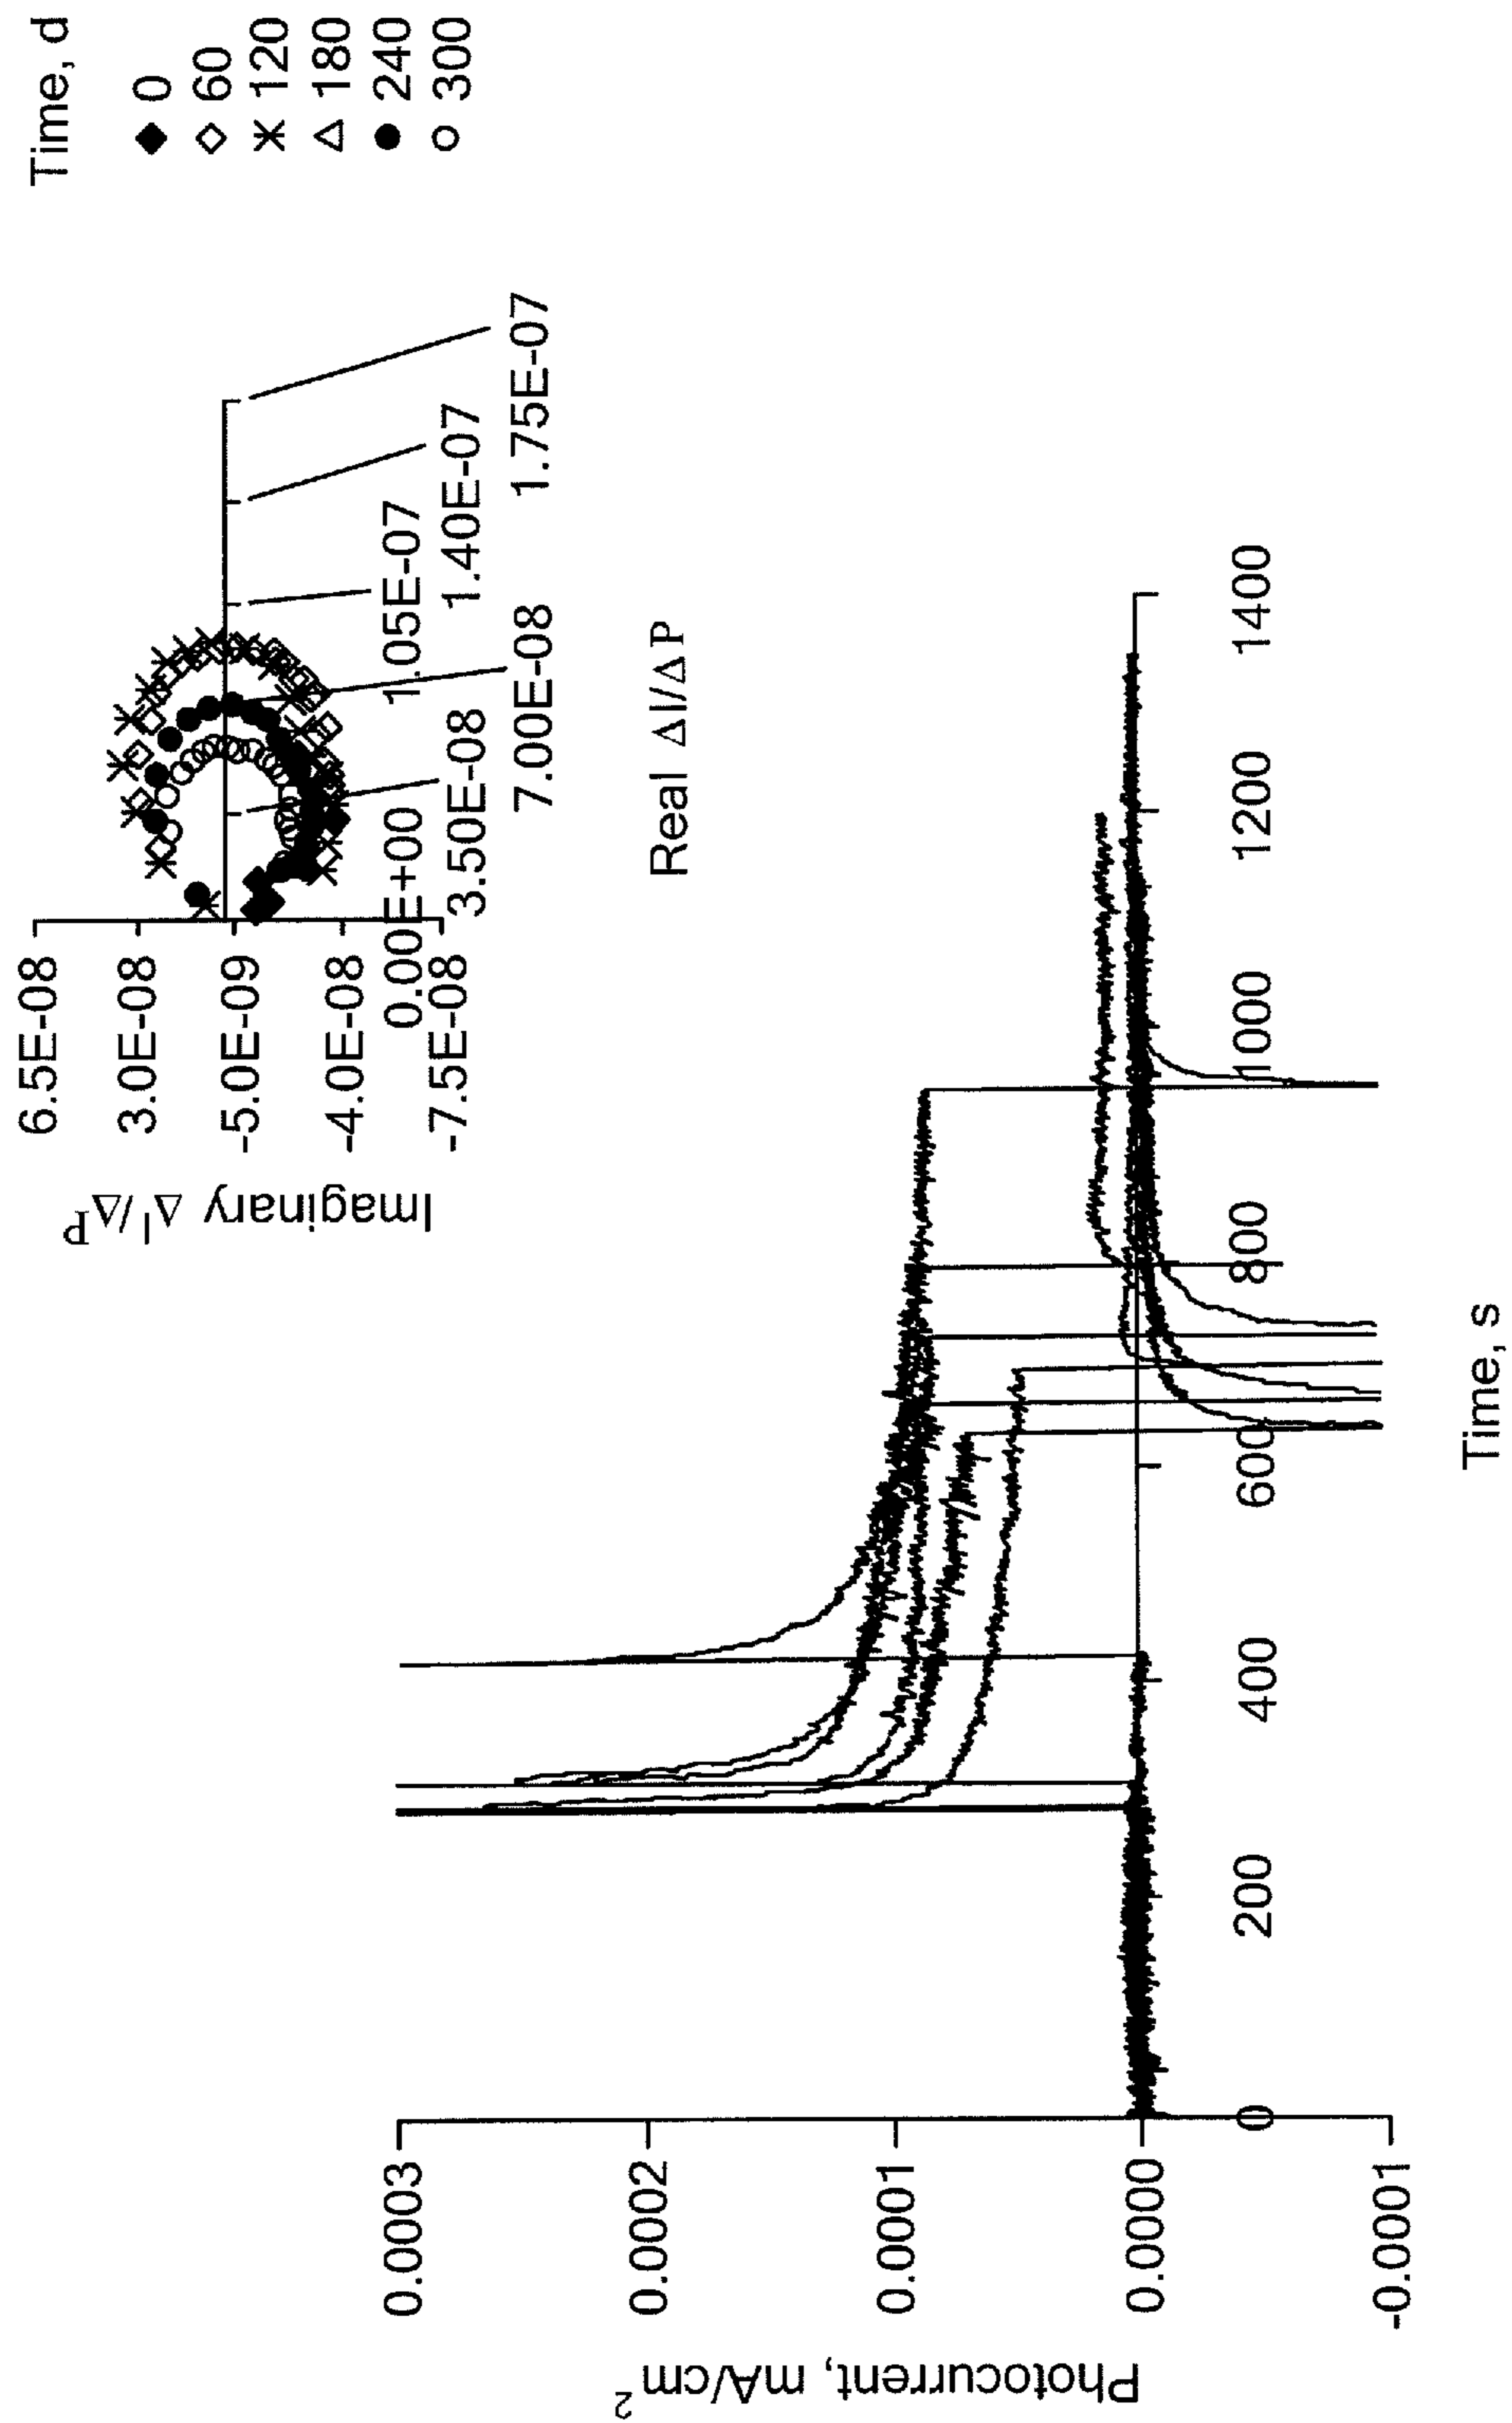 Time, d
◆ 0
◇ 60
✳ 120
△ 180
● 240
○ 300
Imaginary ΔI/ΔP
6.5E-08
3.0E-08
-5.0E-09
-4.0E-08
-7.5E-08
0.00E+00
3.50E-08
7.00E-08
1.05E-07
1.40E-07
1.75E-07
Real ΔI/ΔP
Photocurrent, mA/cm²
0.0003
0.0002
0.0001
0.0000
-0.0001
0 200 400 600 800 1000 1200 1400
Time, s